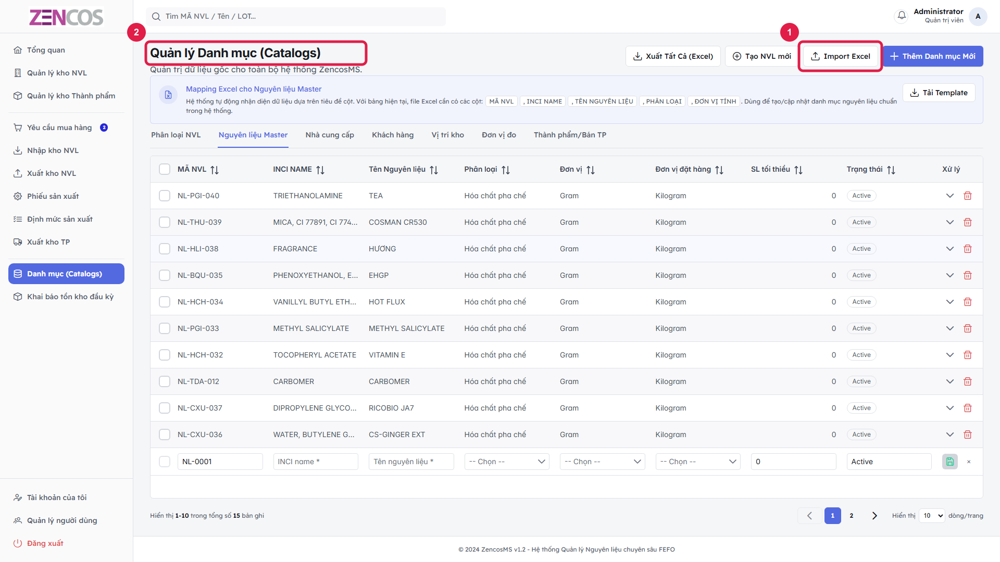 ZENCOS
Tìm MÃ NVL / Tên / LOT...
Administrator
Quản trị viên
A
Tổng quan
Quản lý kho NVL
Quản lý kho Thành phẩm
Yêu cầu mua hàng 2
Nhập kho NVL
Xuất kho NVL
Phiếu sản xuất
Định mức sản xuất
Xuất kho TP
Danh mục (Catalogs)
Khai báo tồn kho đầu kỳ
Tài khoản của tôi
Quản lý người dùng
Đăng xuất
2
1
Quản lý Danh mục (Catalogs)
Quản trị dữ liệu gốc cho toàn bộ hệ thống ZencosMS.
Xuất Tất Cả (Excel)
Tạo NVL mới
Import Excel
Thêm Danh mục Mới
Mapping Excel cho Nguyên liệu Master
Hệ thống tự động nhận diện dữ liệu dựa trên tiêu đề cột. Với bảng hiện tại, file Excel cần có các cột: MÃ NVL , INCI NAME , TÊN NGUYÊN LIỆU , PHÂN LOẠI , ĐƠN VỊ TÍNH . Dùng để tạo/cập nhật danh mục nguyên liệu chuẩn
trong hệ thống.
Tải Template
Phân loại NVL Nguyên liệu Master Nhà cung cấp Khách hàng Vị trí kho Đơn vị đo Thành phẩm/Bán TP
MÃ NVL INCI NAME Tên Nguyên liệu Phân loại Đơn vị Đơn vị đặt hàng SL tối thiểu Trạng thái Xử lý
NL-PGI-040 TRIETHANOLAMINE TEA Hóa chất pha chế Gram Kilogram 0 Active
NL-THU-039 MICA, CI 77891, CI 774... COSMAN CR530 Hóa chất pha chế Gram Kilogram 0 Active
NL-HLI-038 FRAGRANCE HƯƠNG Hóa chất pha chế Gram Kilogram 0 Active
NL-BQU-035 PHENOXYETHANOL, E... EHGP Hóa chất pha chế Gram Kilogram 0 Active
NL-HCH-034 VANILLYL BUTYL ETH... HOT FLUX Hóa chất pha chế Gram Kilogram 0 Active
NL-PGI-033 METHYL SALICYLATE METHYL SALICYLATE Hóa chất pha chế Gram Kilogram 0 Active
NL-HCH-032 TOCOPHERYL ACETATE VITAMIN E Hóa chất pha chế Gram Kilogram 0 Active
NL-TDA-012 CARBOMER CARBOMER Hóa chất pha chế Gram Kilogram 0 Active
NL-CXU-037 DIPROPYLENE GLYCO... RICOBIO JA7 Hóa chất pha chế Gram Kilogram 0 Active
NL-CXU-036 WATER, BUTYLENE G... CS-GINGER EXT Hóa chất pha chế Gram Kilogram 0 Active
NL-0001 INCI name * Tên nguyên liệu * -- Chọn -- -- Chọn -- -- Chọn -- 0 Active ×
Hiển thị 1-10 trong tổng số 15 bản ghi
1 2
Hiển thị 10 dòng/trang
© 2024 ZencosMS v1.2 - Hệ thống Quản lý Nguyên liệu chuyên sâu FEFO